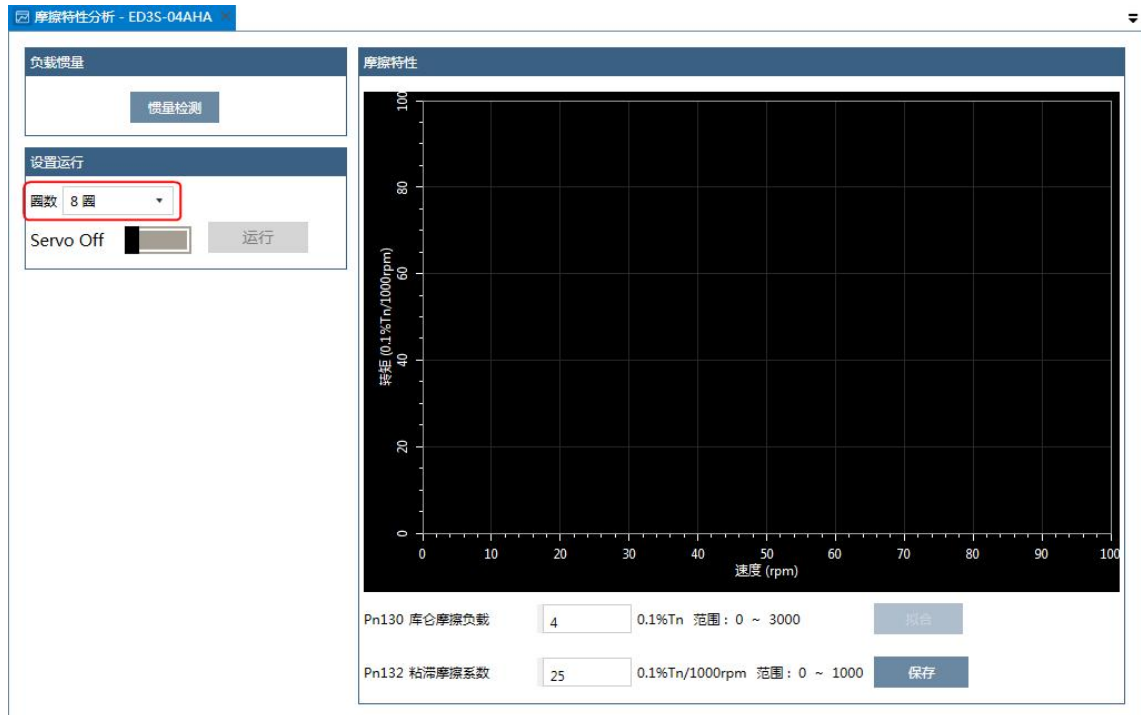 摩擦特性分析 - ED3S-04AHA
负载惯量
惯量检测
设置运行
圈数 8 圈
Servo Off 运行
摩擦特性
转矩 (0.1%Tn/1000rpm)
100
80
60
40
20
0
0 10 20 30 40 50 60 70 80 90 100
速度 (rpm)
Pn130 库仑摩擦负载 4 0.1%Tn 范围: 0 ~ 3000 拟合
Pn132 粘滞摩擦系数 25 0.1%Tn/1000rpm 范围: 0 ~ 1000 保存